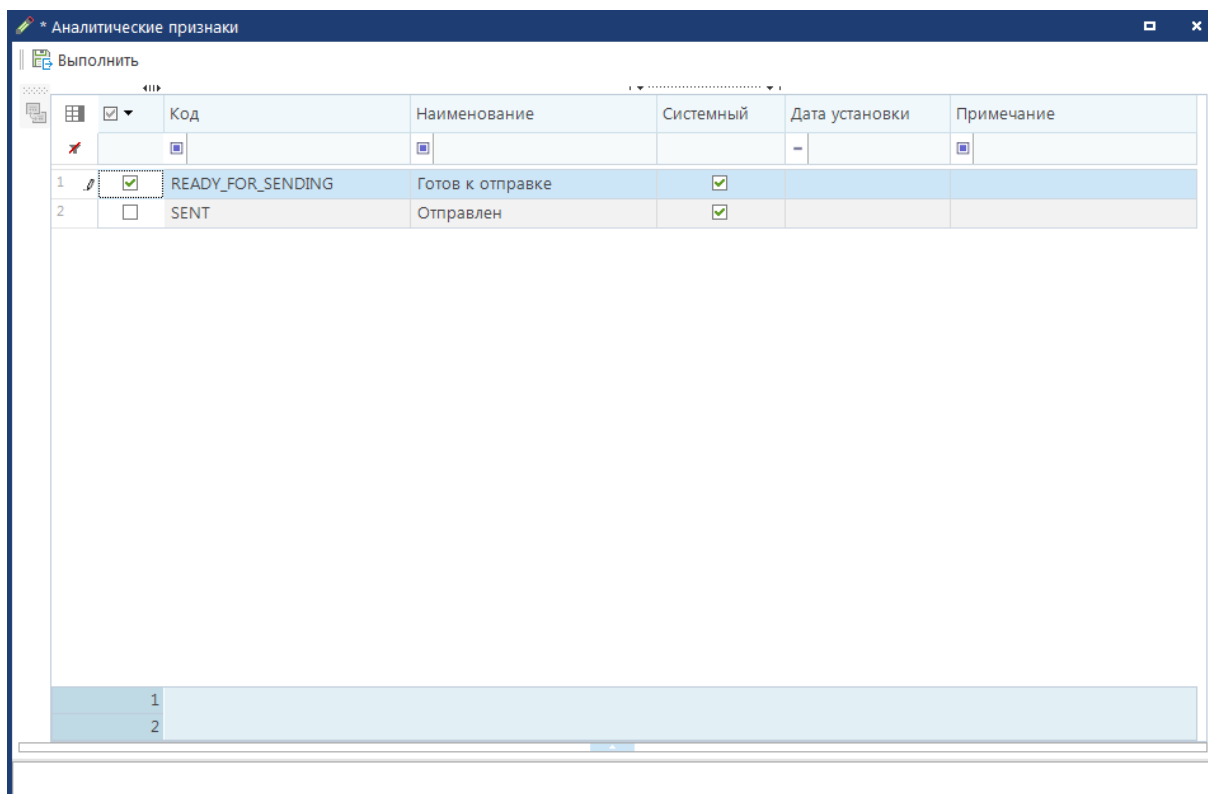 * Аналитические признаки
Выполнить
Код Наименование Системный Дата установки Примечание
1 READY_FOR_SENDING Готов к отправке
2 SENT Отправлен
1
2